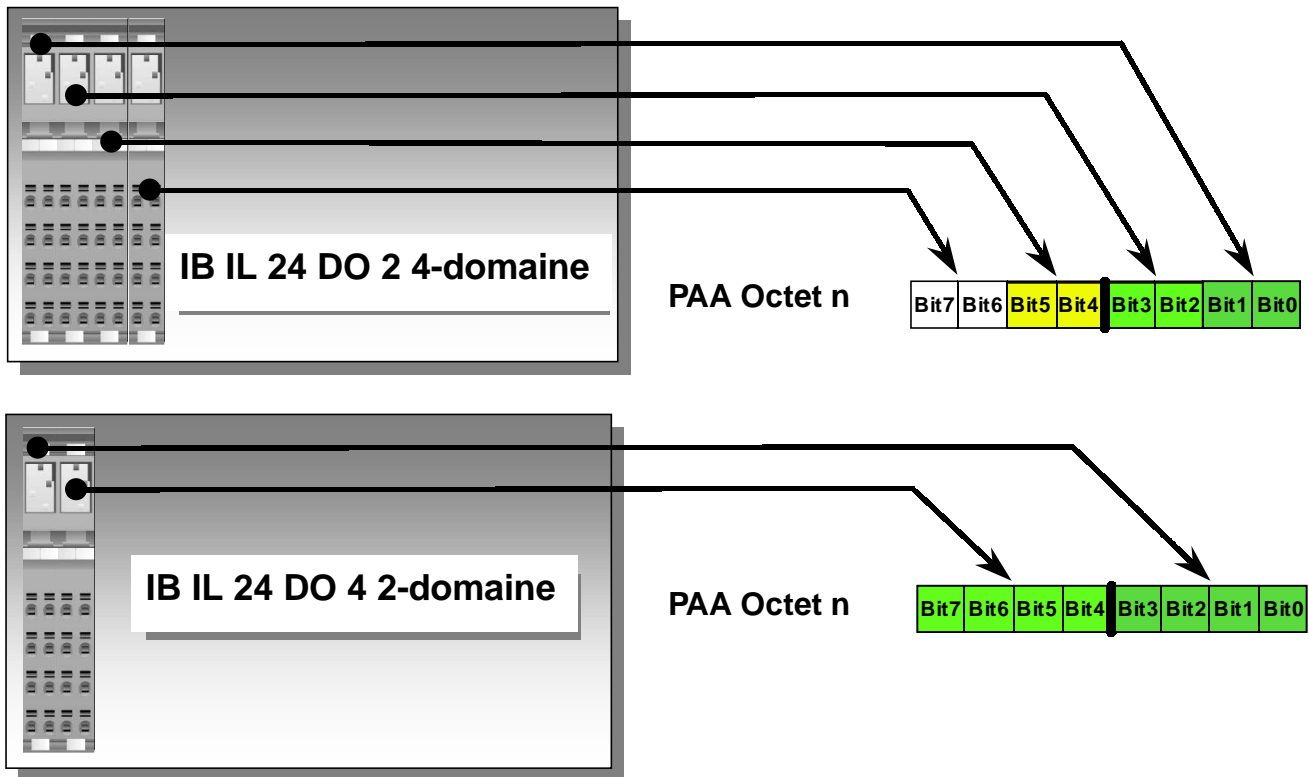 IB IL 24 DO 2 4-domaine
PAA Octet n
Bit7 Bit6 Bit5 Bit4 Bit3 Bit2 Bit1 Bit0
IB IL 24 DO 4 2-domaine
PAA Octet n
Bit7 Bit6 Bit5 Bit4 Bit3 Bit2 Bit1 Bit0